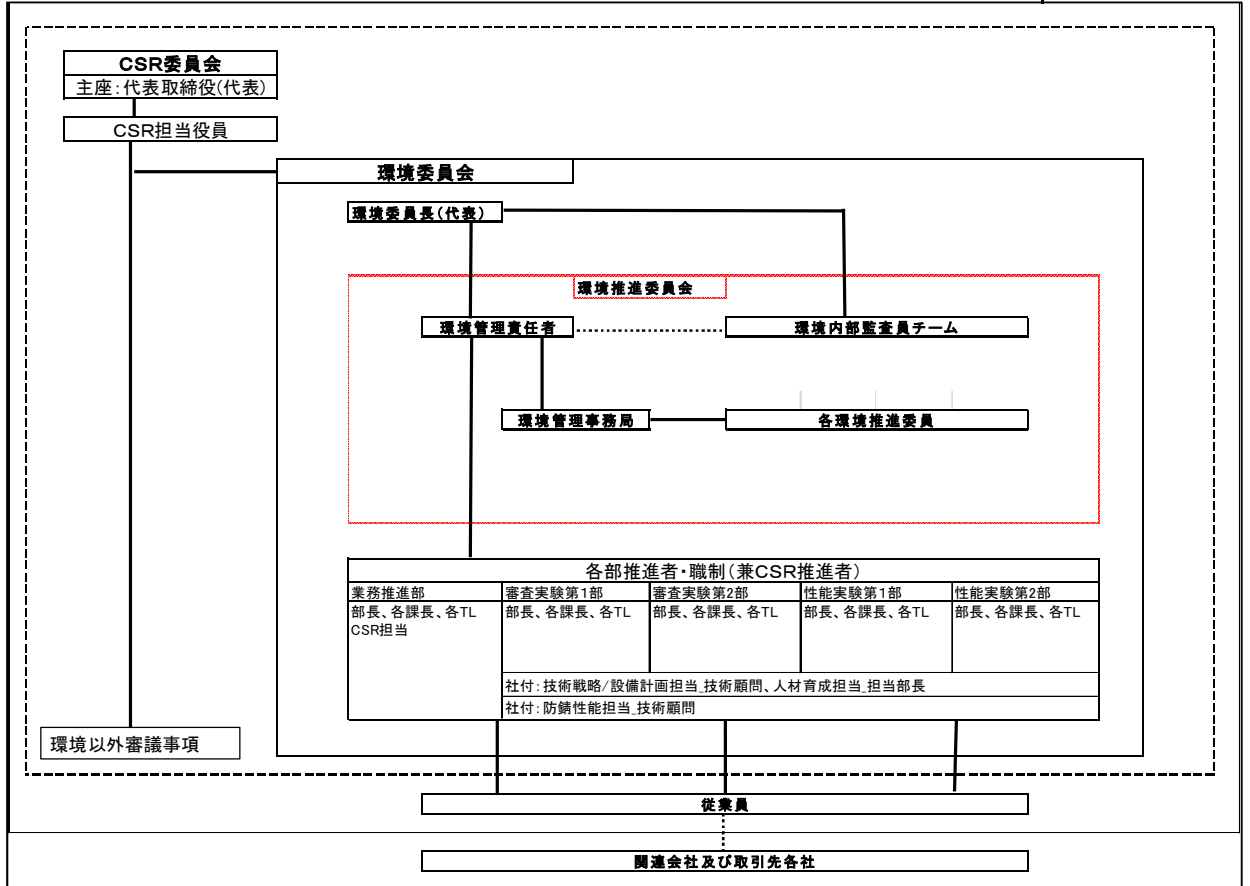 CSR委員会
主座:代表取締役(代表)
CSR担当役員
環境委員会
環境委員長(代表)
環境推進委員会
環境管理責任者
環境内部監査員チーム
環境管理事務局
各環境推進委員
各部推進者・職制(兼CSR推進者)
業務推進部
審査実験第1部
審査実験第2部
性能実験第1部
性能実験第2部
部長、各課長、各TL
CSR担当
部長、各課長、各TL
部長、各課長、各TL
部長、各課長、各TL
部長、各課長、各TL
社付:技術戦略/設備計画担当_技術顧問、人材育成担当_担当部長
社付:防錆性能担当_技術顧問
環境以外審議事項
従業員
関連会社及び取引先各社